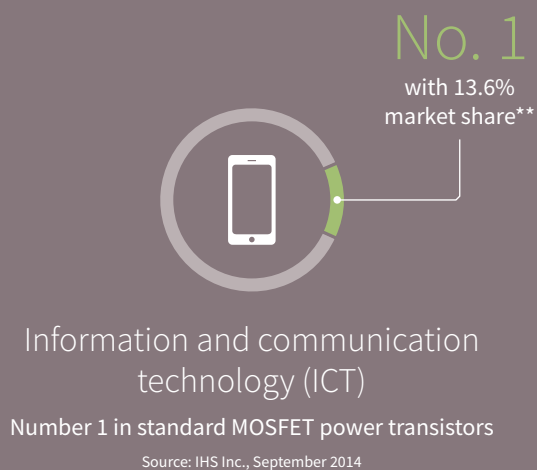 No. 1
with 13.6%
market share**
Information and communication
technology (ICT)
Number 1 in standard MOSFET power transistors
Source: IHS Inc., September 2014